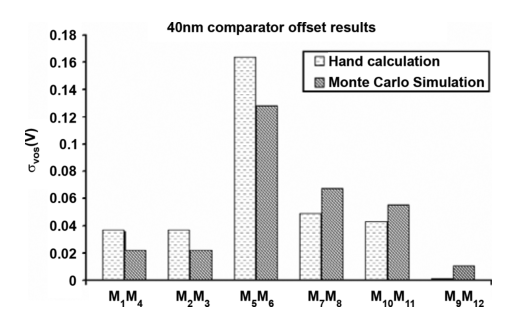 40nm comparator offset results
Hand calculation
Monte Carlo Simulation
σvos(V)
0.18
0.16
0.14
0.12
0.10
0.08
0.06
0.04
0.02
0
M1M4
M2M3
M5M6
M7M8
M10M11
M9M12